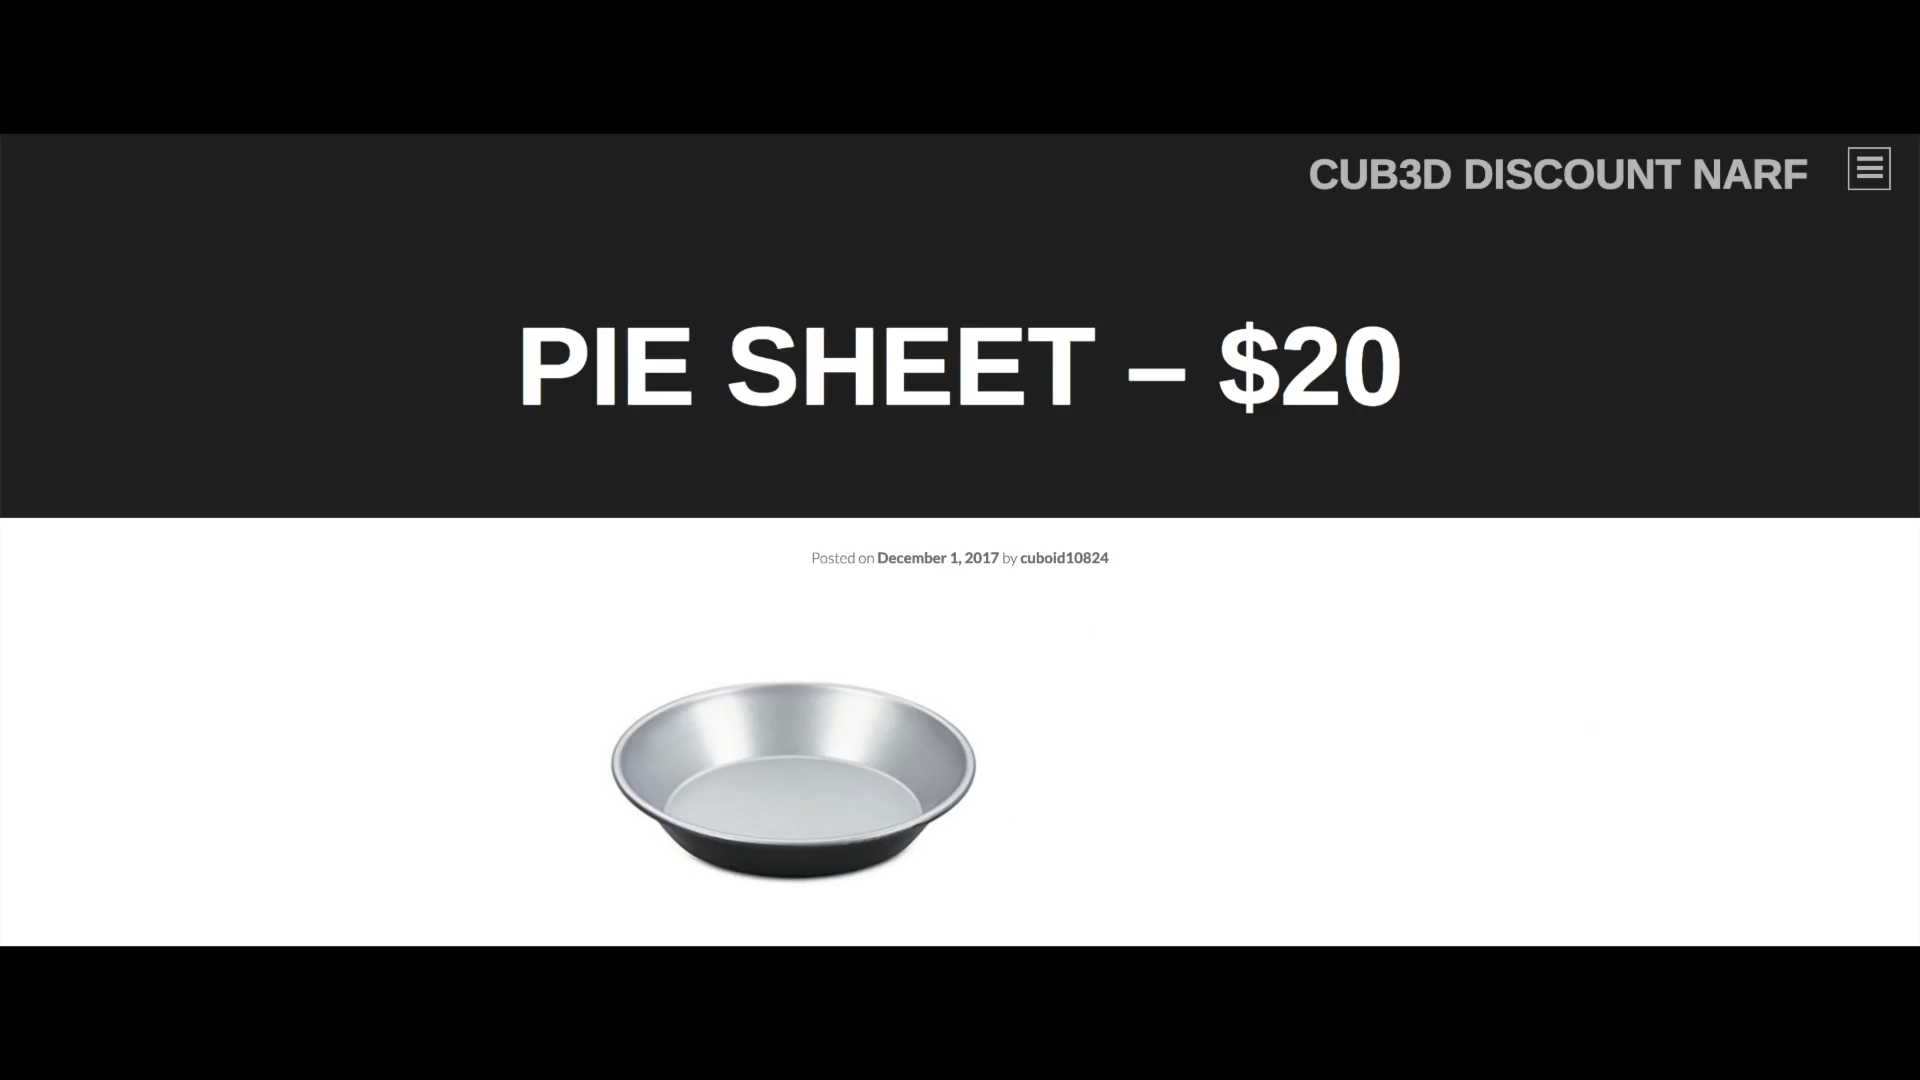 CUB3D DISCOUNT NARF
PIE SHEET – $20
Posted on December 1, 2017 by cuboid10824